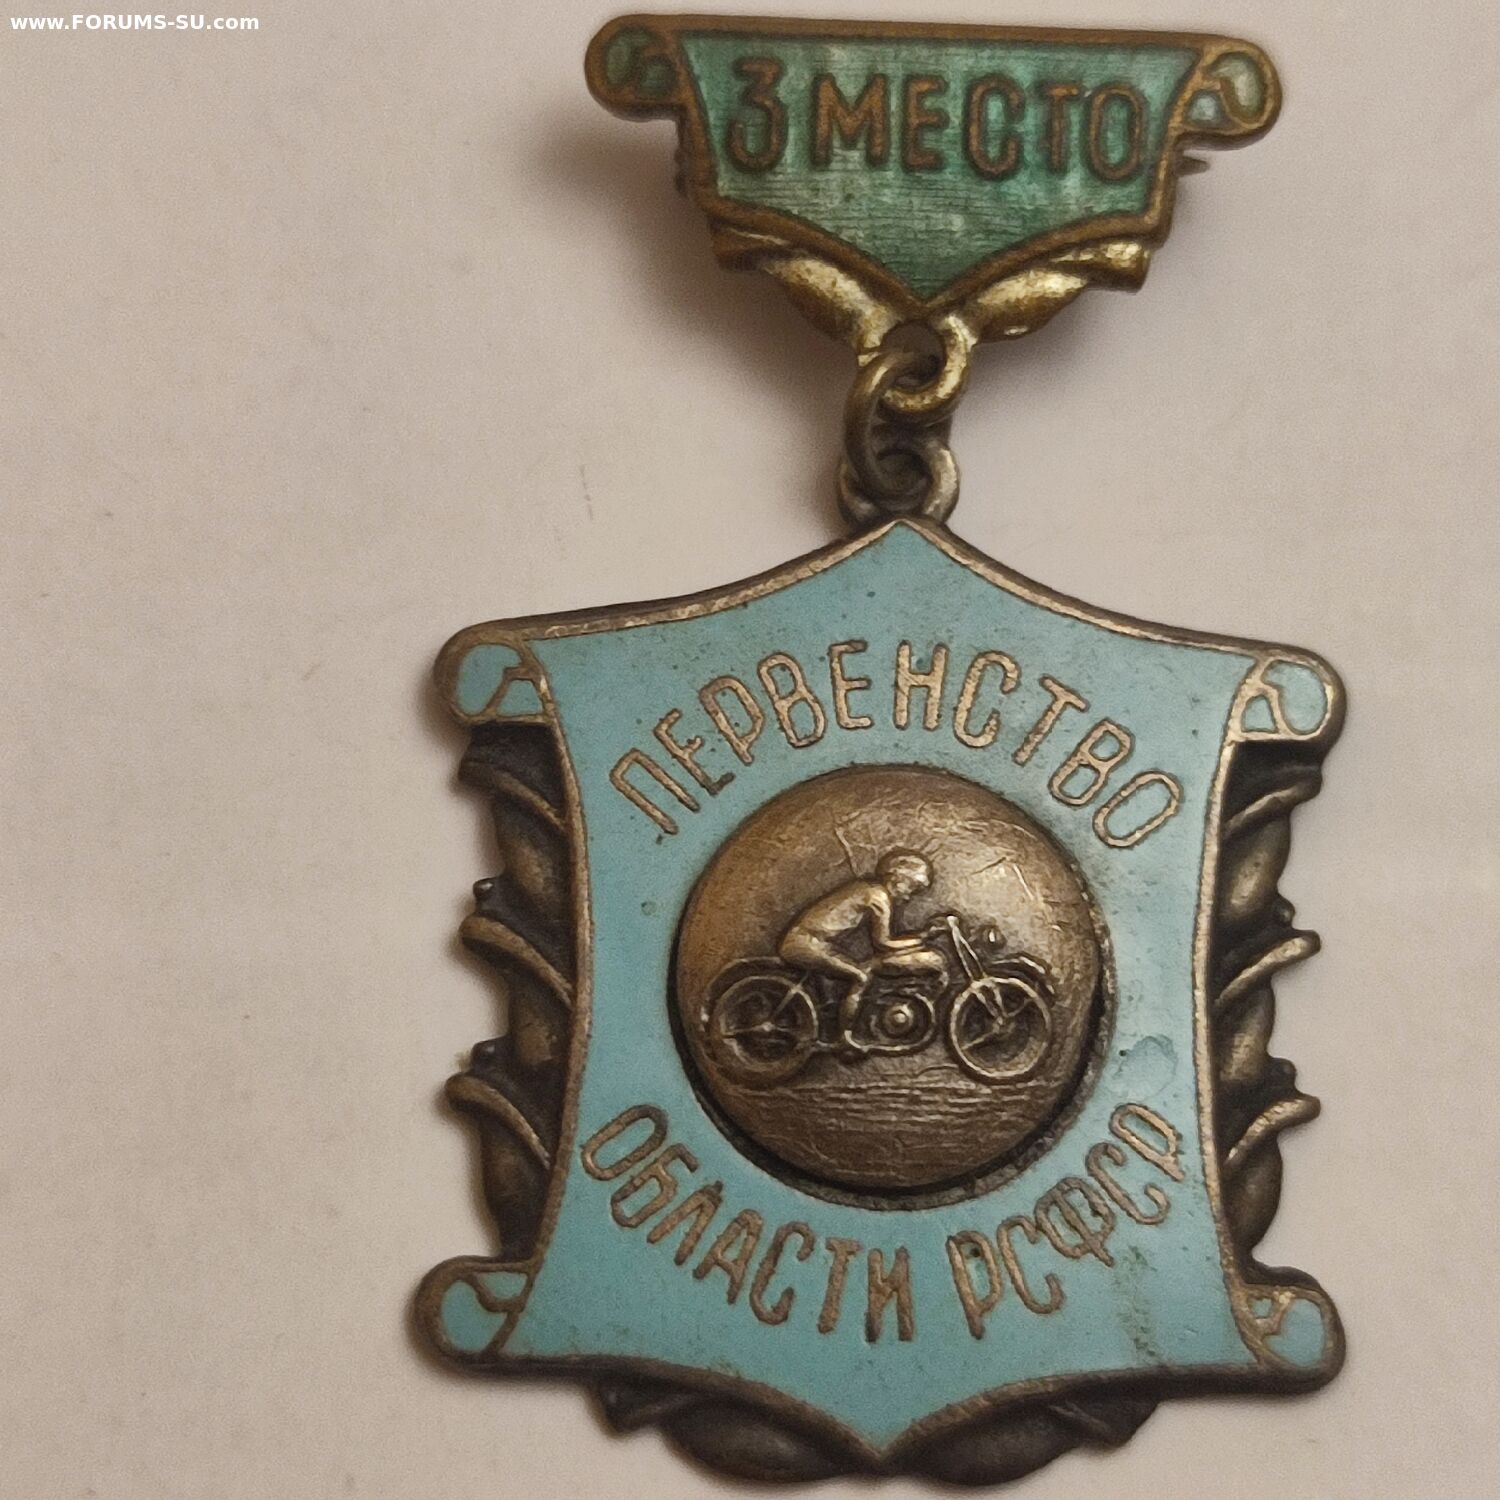 www.FORUMS-SU.com
3 МЕСТО
ПЕРВЕНСТВО
ОБЛАСТИ РСФСР